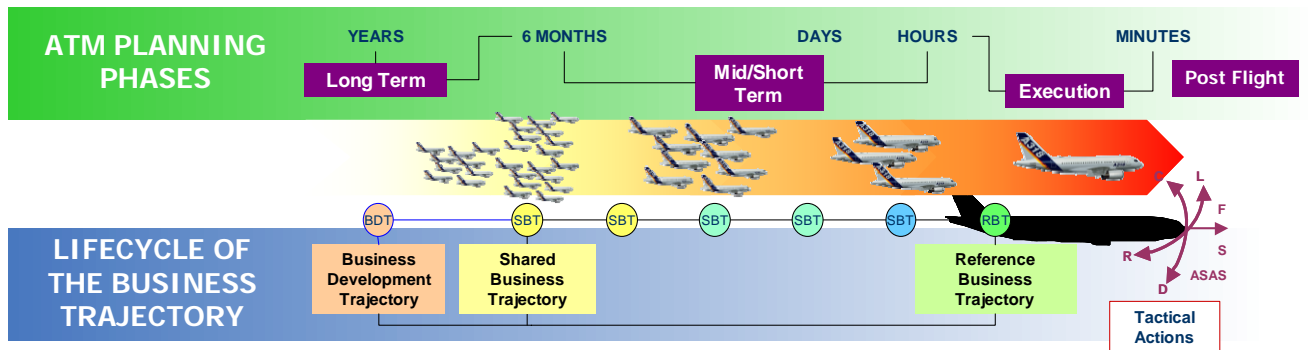 ATM PLANNING
PHASES
YEARS
6 MONTHS
DAYS
HOURS
MINUTES
Long Term
Mid/Short
Term
Execution
Post Flight
BDT
SBT
SBT
SBT
SBT
SBT
RBT
C
L
F
S
R
D
ASAS
LIFECYCLE OF
THE BUSINESS
TRAJECTORY
Business
Development
Trajectory
Shared
Business
Trajectory
Reference
Business
Trajectory
Tactical
Actions